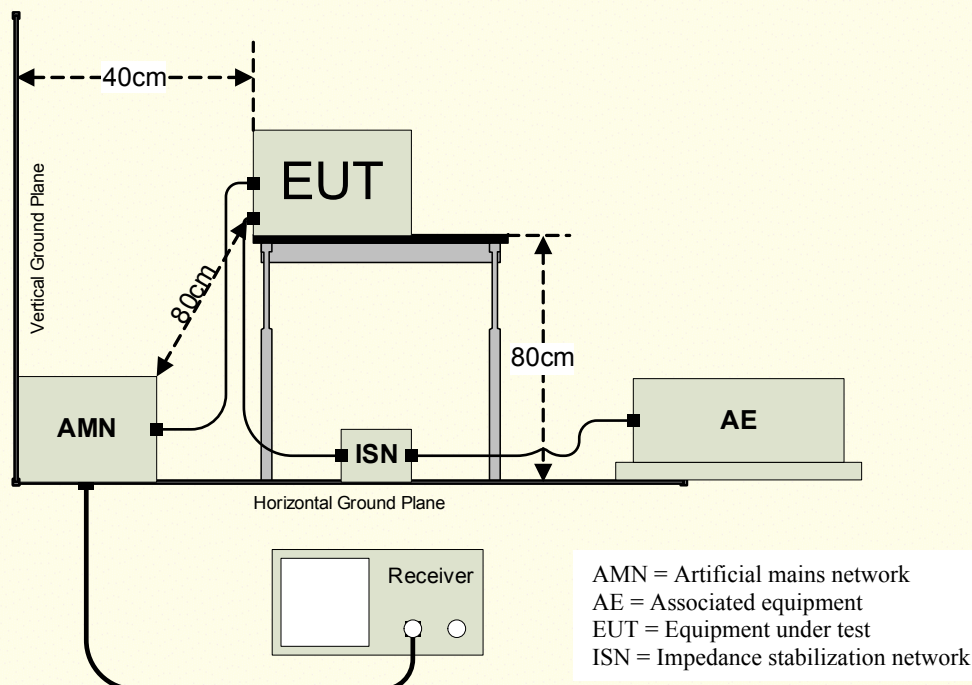 40cm
EUT
Vertical Ground Plane
80cm
80cm
AMN
ISN
AE
Horizontal Ground Plane
Receiver
AMN = Artificial mains network
AE = Associated equipment
EUT = Equipment under test
ISN = Impedance stabilization network